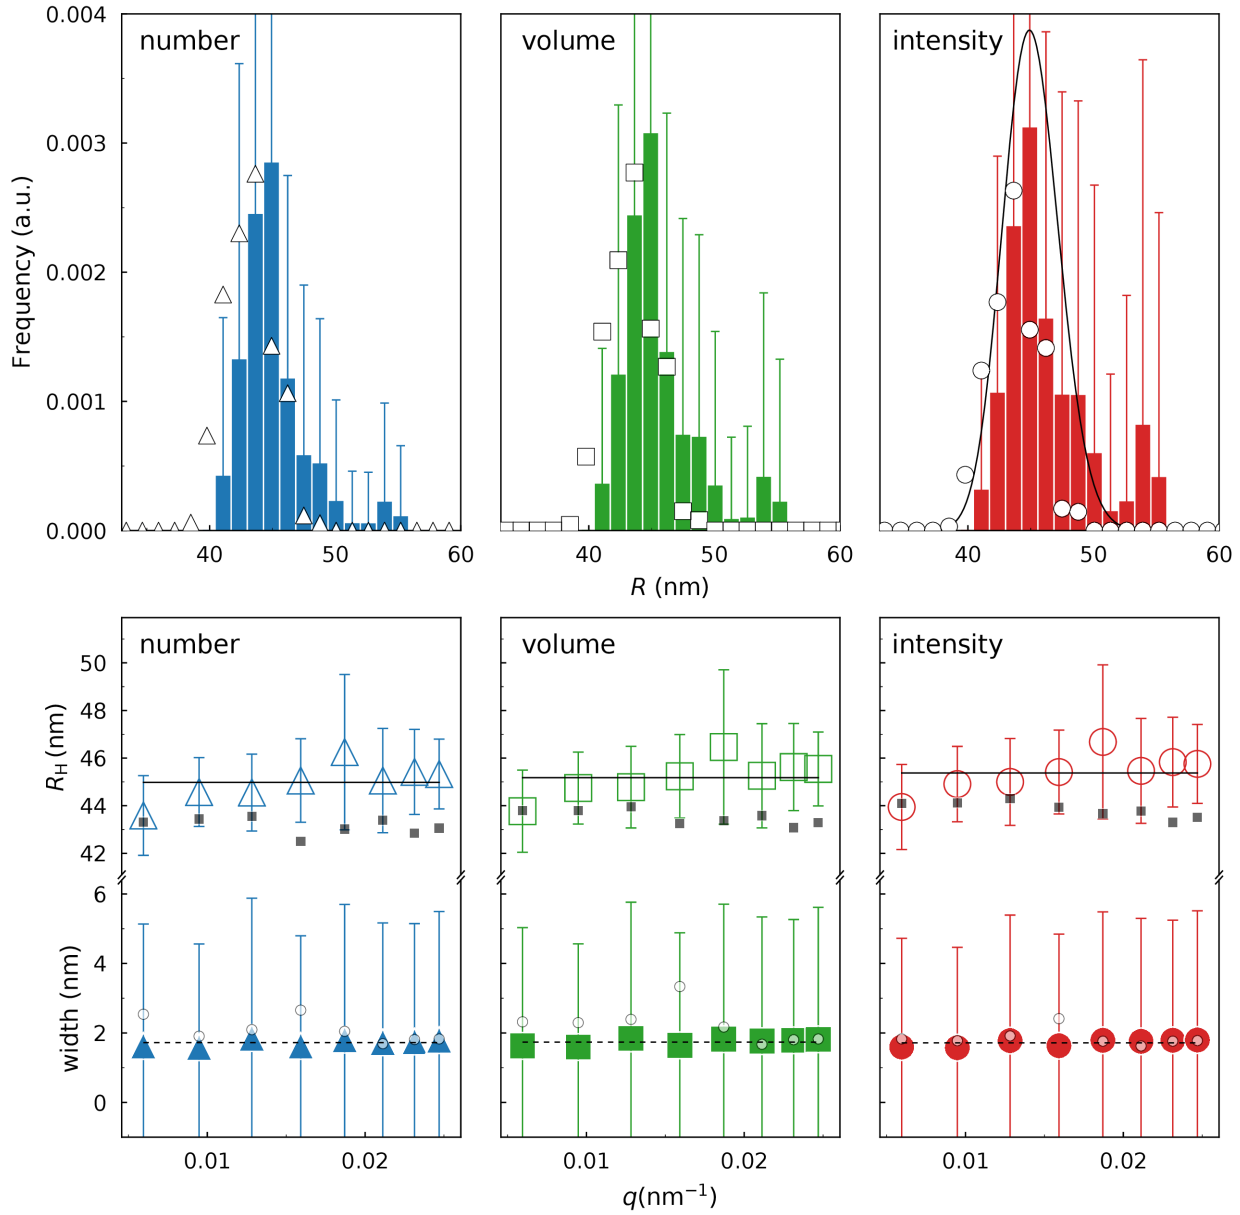 number
volume
intensity
0.004
0.003
0.002
0.001
0.000
Frequency (a.u.)
40 50 60
40 50 60
40 50 60
R (nm)
number
volume
intensity
50
48
46
44
42
R_H (nm)
6
4
2
0
width (nm)
0.01 0.02
0.01 0.02
0.01 0.02
q(nm⁻¹)